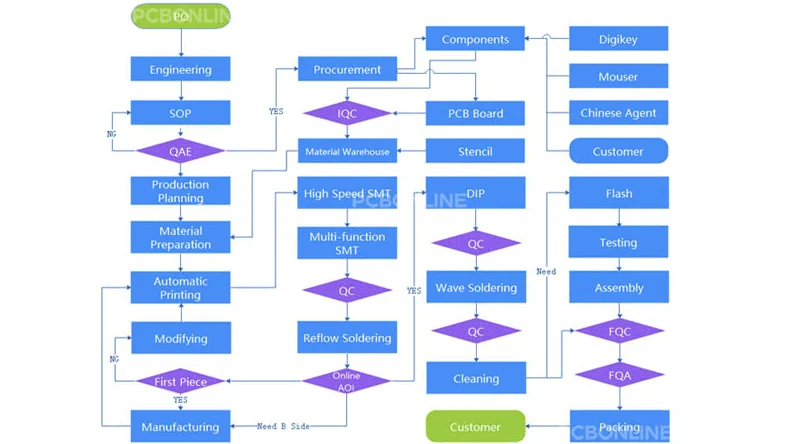 PCBONLINE
PO
Engineering
SOP
NG
QAE
YES
Production
Planning
Material
Preparation
Automatic
Printing
Modifying
NG
First Piece
YES
Manufacturing
Procurement
IQC
Material Warehouse
High Speed SMT
Multi-function
SMT
QC
Reflow Soldering
Online
AOI
Need B Side
YES
Components
PCB Board
Stencil
PCBONLINE
DIP
QC
Wave Soldering
QC
Cleaning
Need
Digikey
Mouser
Chinese Agent
Customer
Flash
Testing
Assembly
FQC
FQA
Packing
CBONLINE
Customer